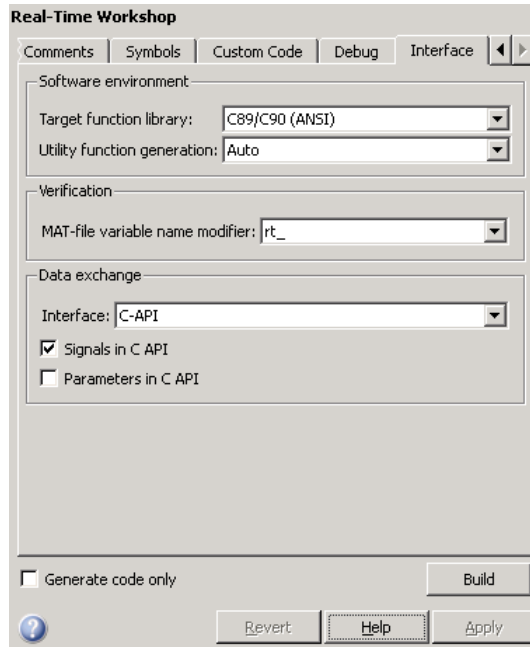 Real-Time Workshop
Comments Symbols Custom Code Debug Interface
Software environment
Target function library: C89/C90 (ANSI)
Utility function generation: Auto
Verification
MAT-file variable name modifier: rt_
Data exchange
Interface: C-API
Signals in C API
Parameters in C API
Generate code only Build
? Revert Help Apply